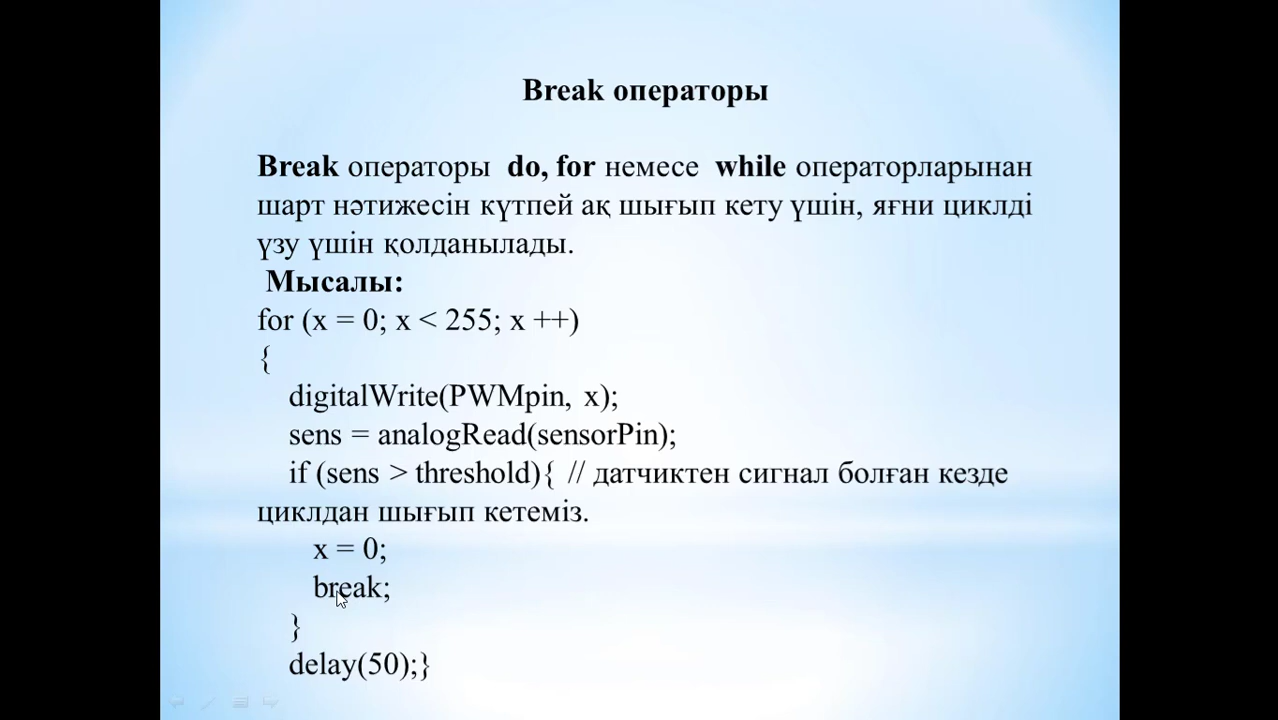 Break операторы
Break операторы do, for немесе while операторларынан
шарт нәтижесін күтпей ақ шығып кету үшін, яғни циклді
үзу үшін қолданылады.
Мысалы:
for (x = 0; x < 255; x ++)
{
digitalWrite(PWMpin, x);
sens = analogRead(sensorPin);
if (sens > threshold){ // датчиктен сигнал болған кезде
циклдан шығып кетеміз.
x = 0;
break;
}
delay(50);}